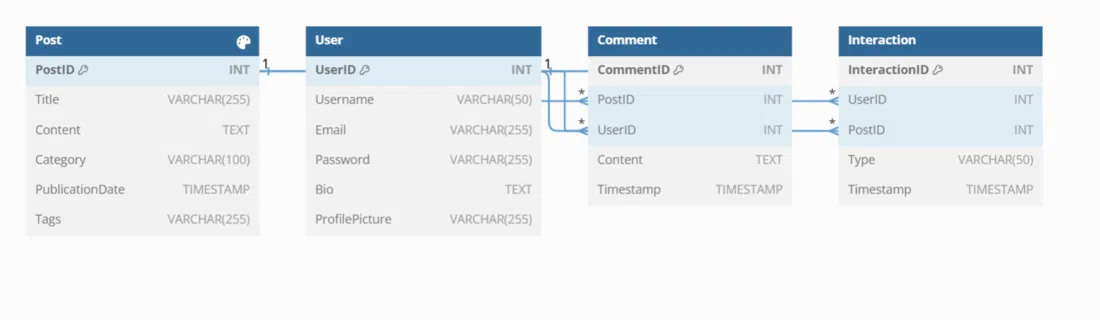 Post
PostID INT
Title VARCHAR(255)
Content TEXT
Category VARCHAR(100)
PublicationDate TIMESTAMP
Tags VARCHAR(255)
1
User
UserID INT
Username VARCHAR(50)
Email VARCHAR(255)
Password VARCHAR(255)
Bio TEXT
ProfilePicture VARCHAR(255)
1
*
*
Comment
CommentID INT
PostID INT
UserID INT
Content TEXT
Timestamp TIMESTAMP
*
*
Interaction
InteractionID INT
UserID INT
PostID INT
Type VARCHAR(50)
Timestamp TIMESTAMP